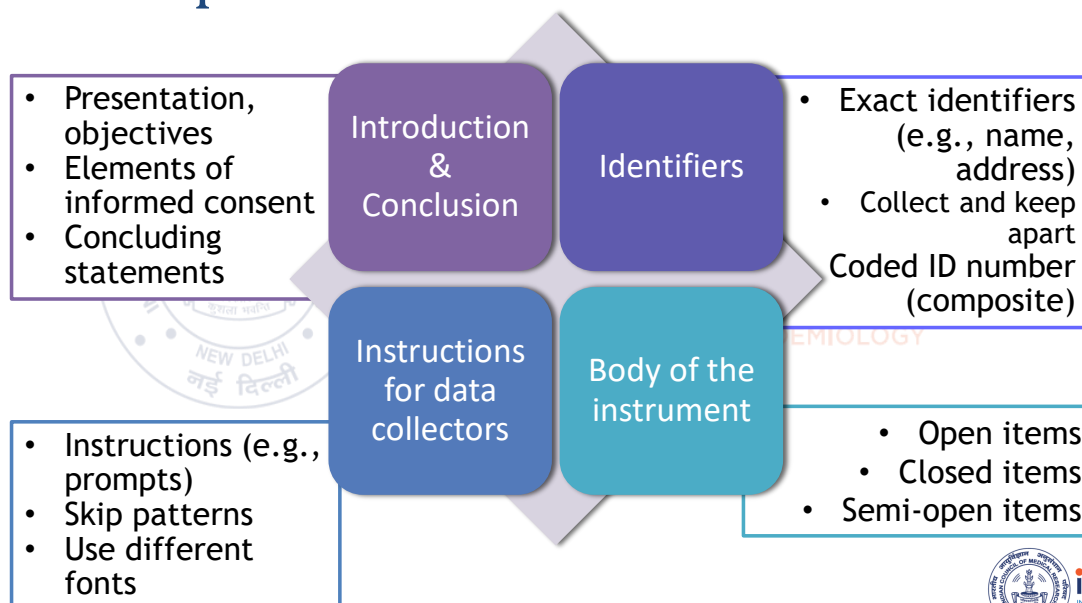 • Presentation,
objectives
• Elements of
informed consent
• Concluding
statements
Introduction
&
Conclusion
Identifiers
• Exact identifiers
(e.g., name,
address)
• Collect and keep
apart
Coded ID number
(composite)
NEW DELHI
नई दिल्ली
EMIOLOGY
• Instructions (e.g.,
prompts)
• Skip patterns
• Use different
fonts
Instructions
for data
collectors
Body of the
instrument
• Open items
• Closed items
• Semi-open items